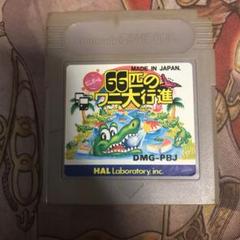 MADE IN JAPAN.
66匹の
ワニ大行進
DMG-PBJ
HAL Laboratory, inc.